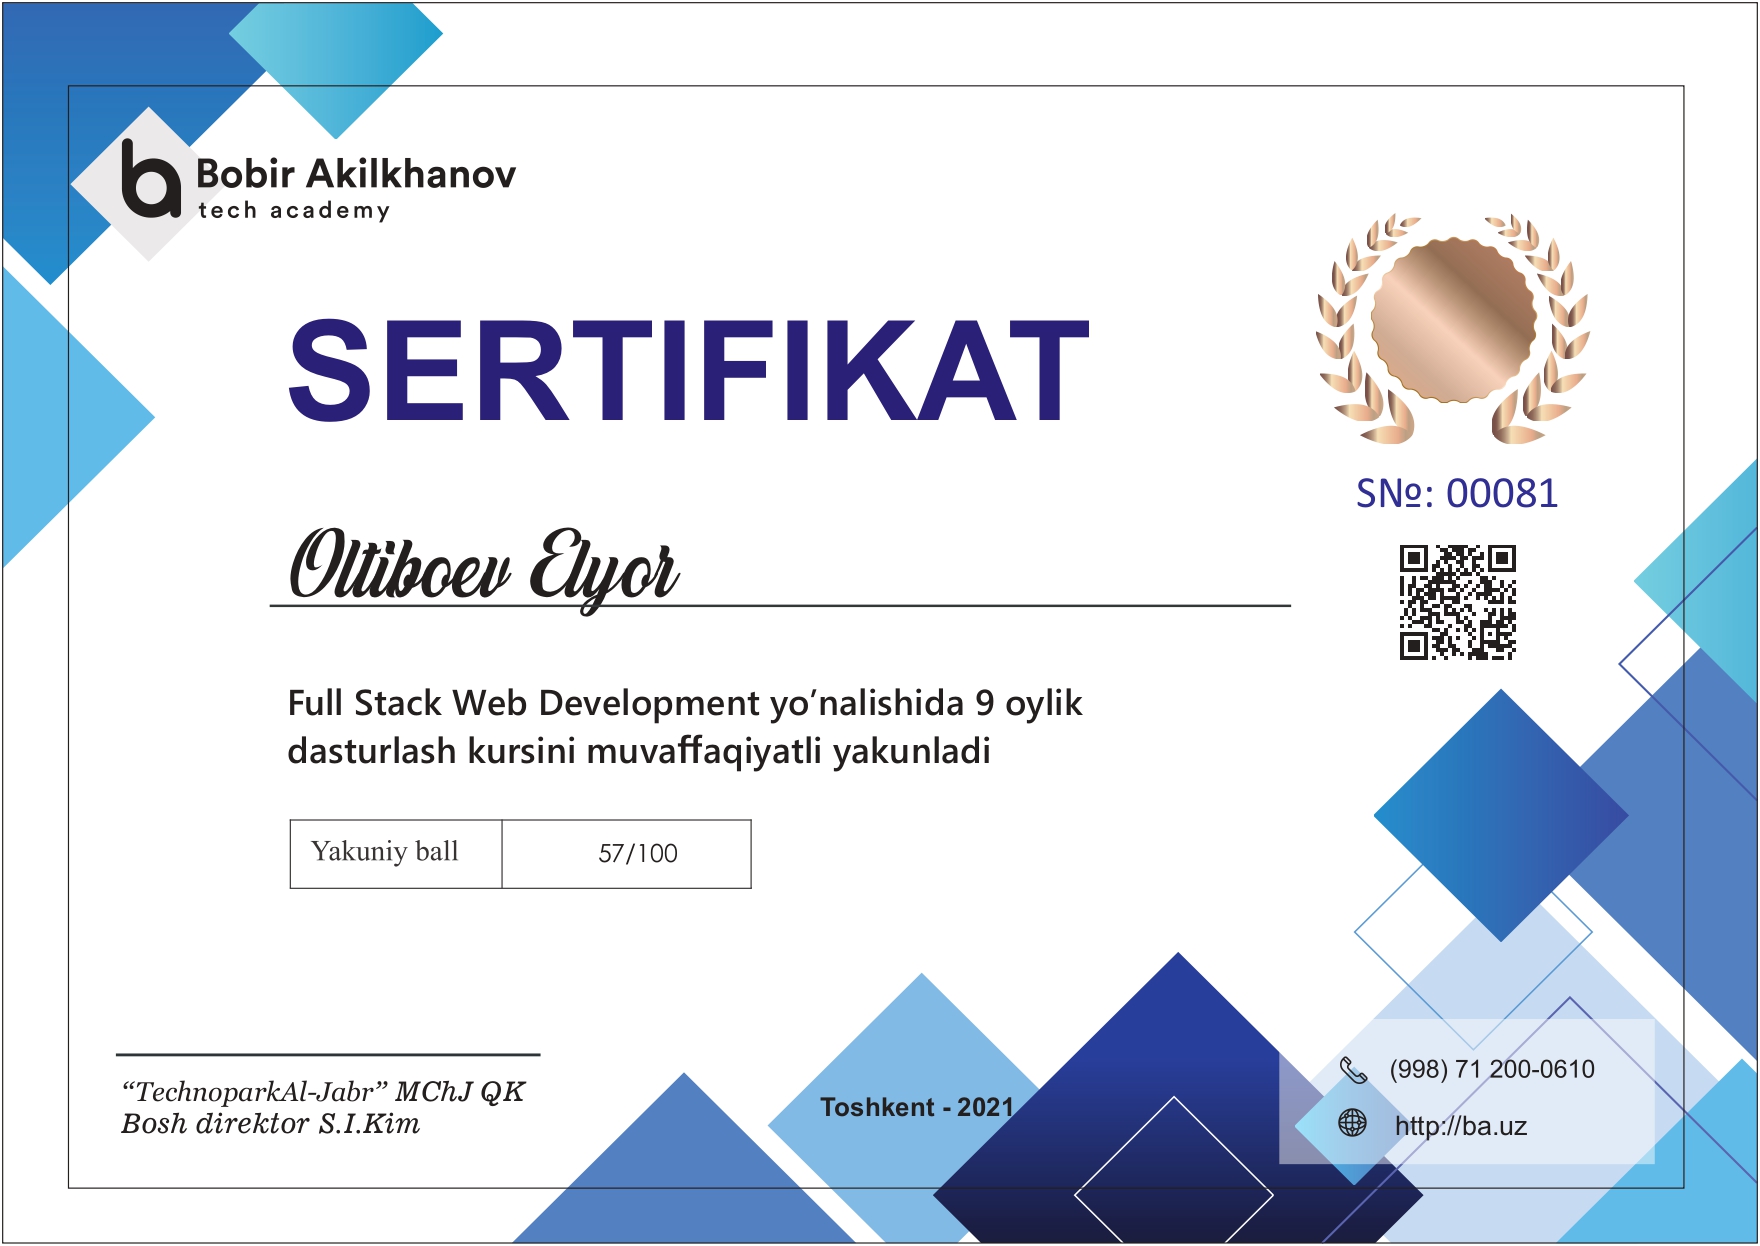 Bobir Akilkhanov
tech academy
SERTIFIKAT
SNo: 00081
Oltiboev Elyor
Full Stack Web Development yo’nalishida 9 oylik
dasturlash kursini muvaffaqiyatli yakunladi
Yakuniy ball 57/100
“TechnoparkAl-Jabr” MChJ QK
Bosh direktor S.I.Kim
Toshkent - 2021
(998) 71 200-0610
http://ba.uz